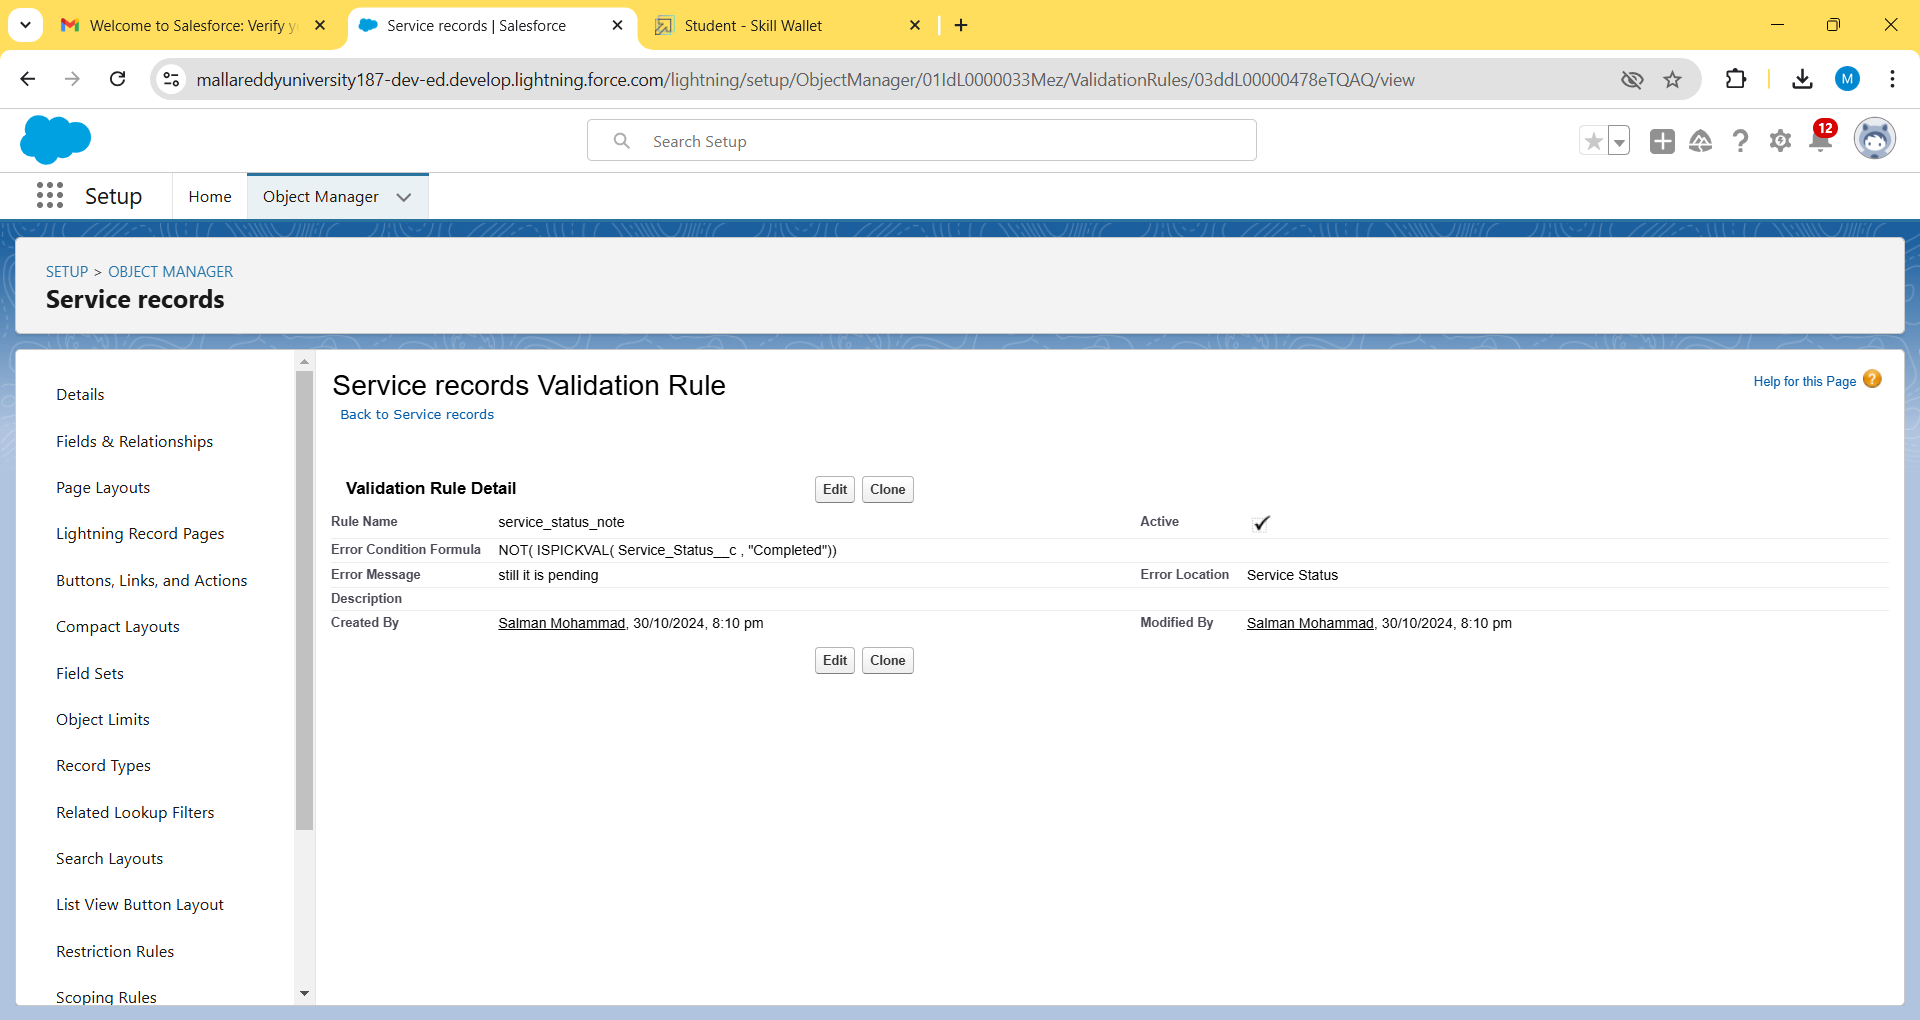 Welcome to Salesforce: Verify y
Service records | Salesforce
Student - Skill Wallet
mallareddyuniversity187-dev-ed.develop.lightning.force.com/lightning/setup/ObjectManager/01IdL0000033Mez/ValidationRules/03ddL00000478eTQAQ/view
M
Search Setup
12
Setup
Home
Object Manager
SETUP > OBJECT MANAGER
Service records
Details
Fields & Relationships
Page Layouts
Lightning Record Pages
Buttons, Links, and Actions
Compact Layouts
Field Sets
Object Limits
Record Types
Related Lookup Filters
Search Layouts
List View Button Layout
Restriction Rules
Scoping Rules
Service records Validation Rule
Back to Service records
Help for this Page ?
Validation Rule Detail
Edit Clone
Rule Name service_status_note Active
Error Condition Formula NOT( ISPICKVAL( Service_Status__c , "Completed"))
Error Message still it is pending Error Location Service Status
Description
Created By Salman Mohammad, 30/10/2024, 8:10 pm Modified By Salman Mohammad, 30/10/2024, 8:10 pm
Edit Clone